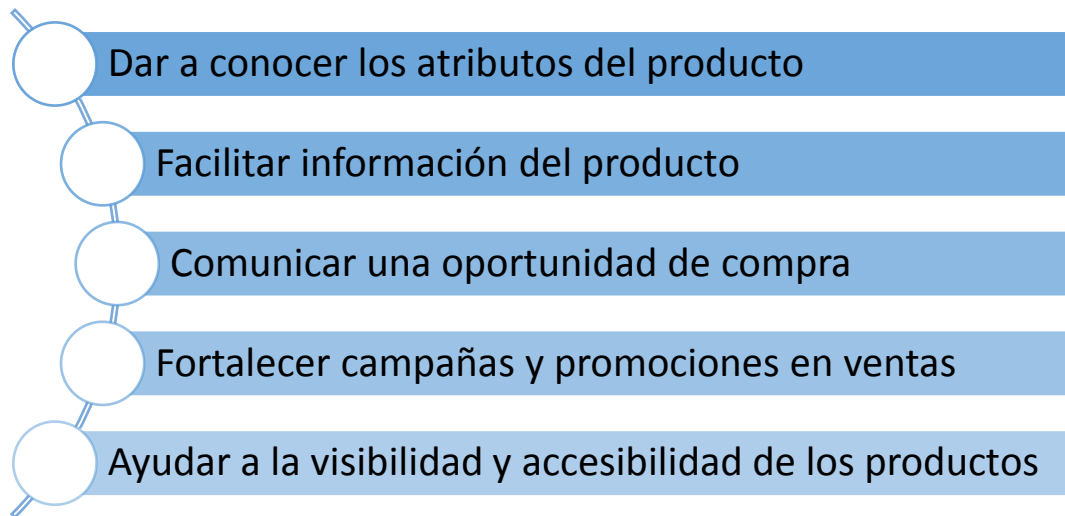 Dar a conocer los atributos del producto
Facilitar información del producto
Comunicar una oportunidad de compra
Fortalecer campañas y promociones en ventas
Ayudar a la visibilidad y accesibilidad de los productos